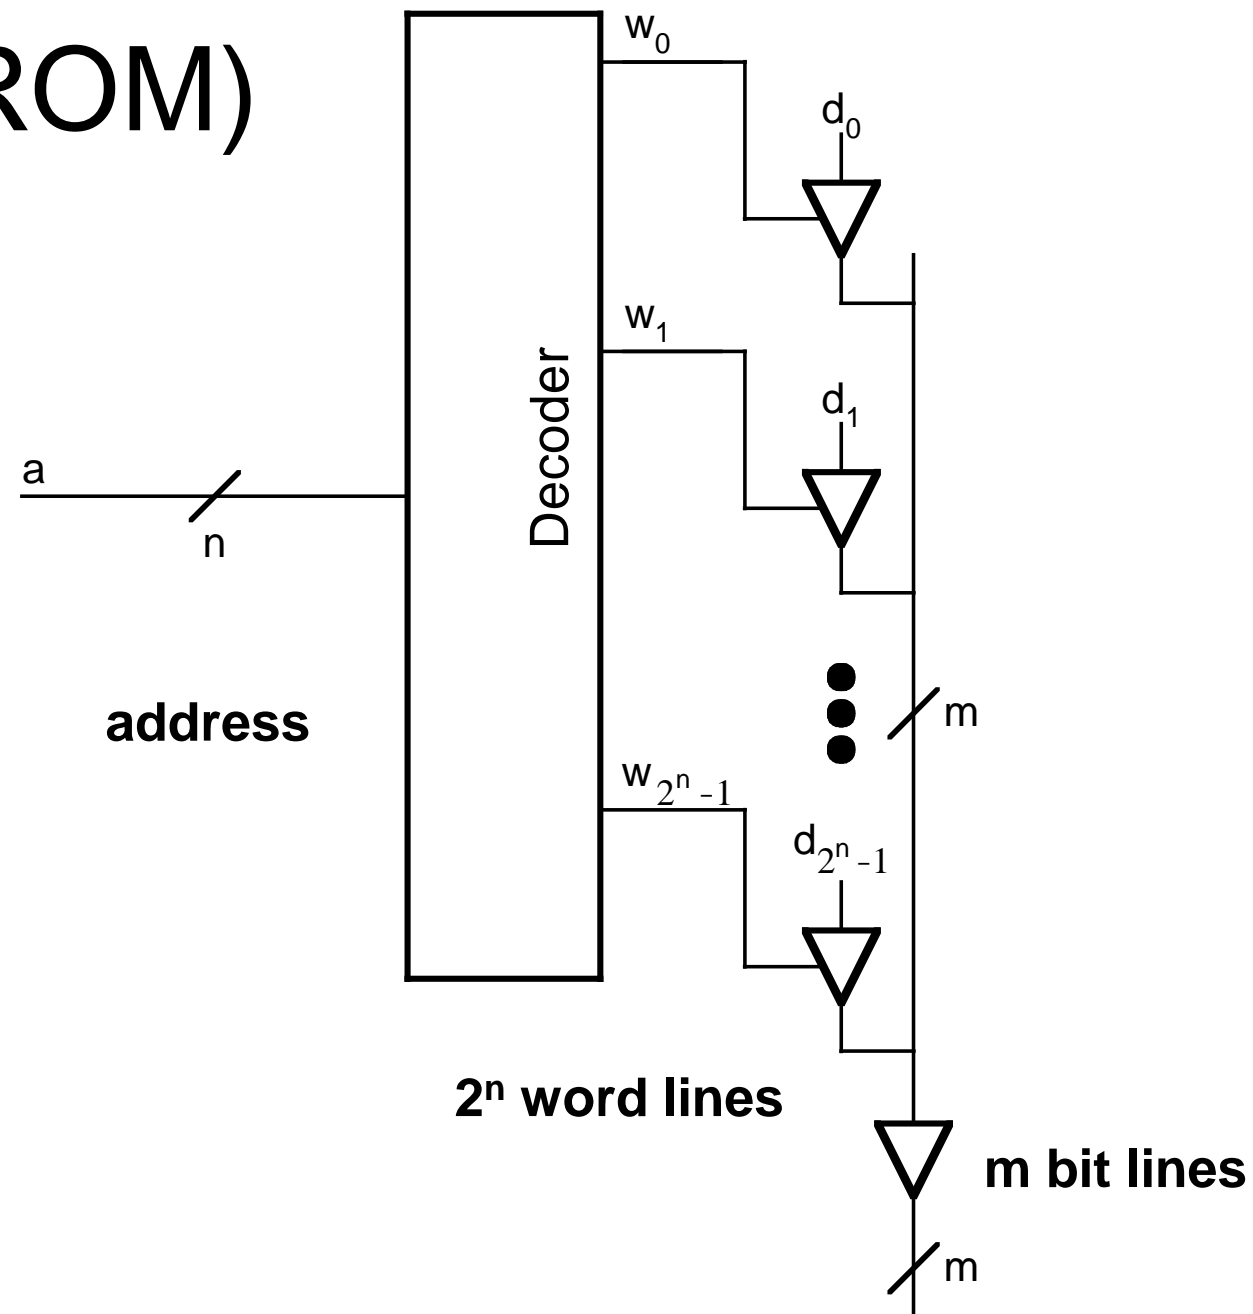 ROM)
w₀
d₀
w₁
d₁
Decoder
a
n
address
m
w₂ⁿ₋₁
d₂ⁿ₋₁
2ⁿ word lines
m bit lines
m